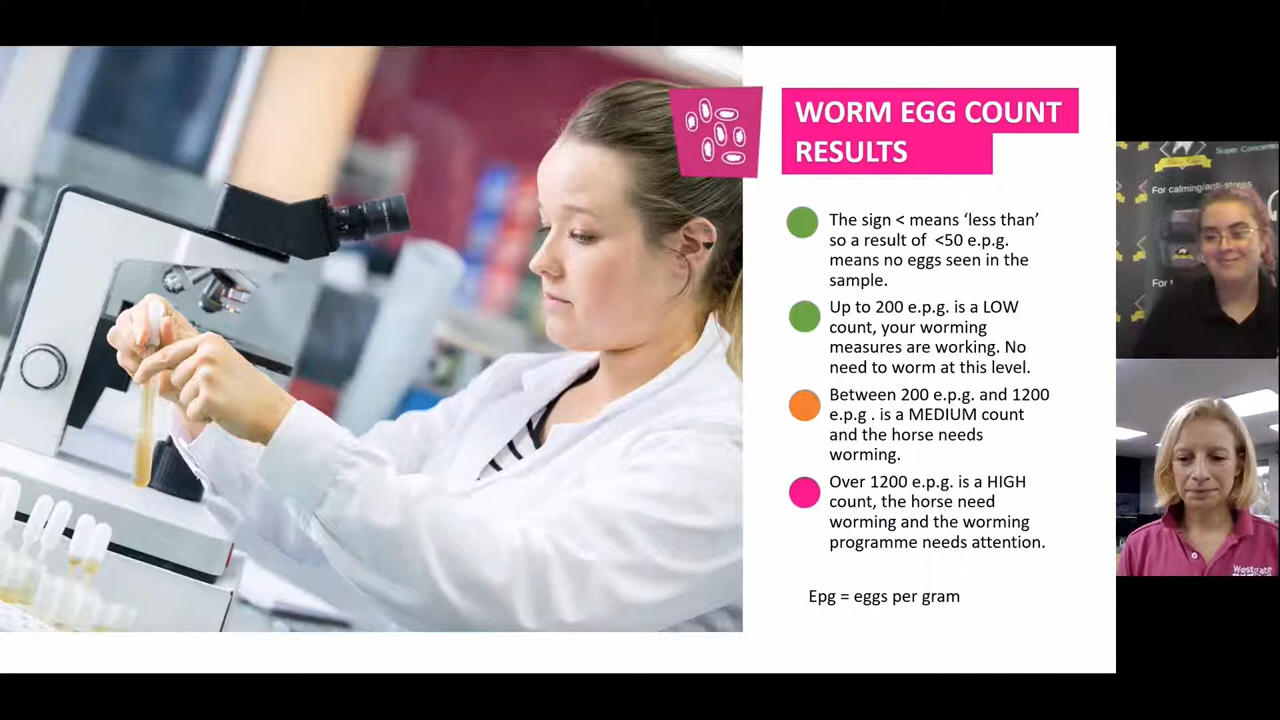 WORM EGG COUNT
RESULTS
The sign < means ‘less than’
so a result of <50 e.p.g.
means no eggs seen in the
sample.
Up to 200 e.p.g. is a LOW
count, your worming
measures are working. No
need to worm at this level.
Between 200 e.p.g. and 1200
e.p.g . is a MEDIUM count
and the horse needs
worming.
Over 1200 e.p.g. is a HIGH
count, the horse need
worming and the worming
programme needs attention.
Epg = eggs per gram
Super
For calming/anti-stress
For
Westgate